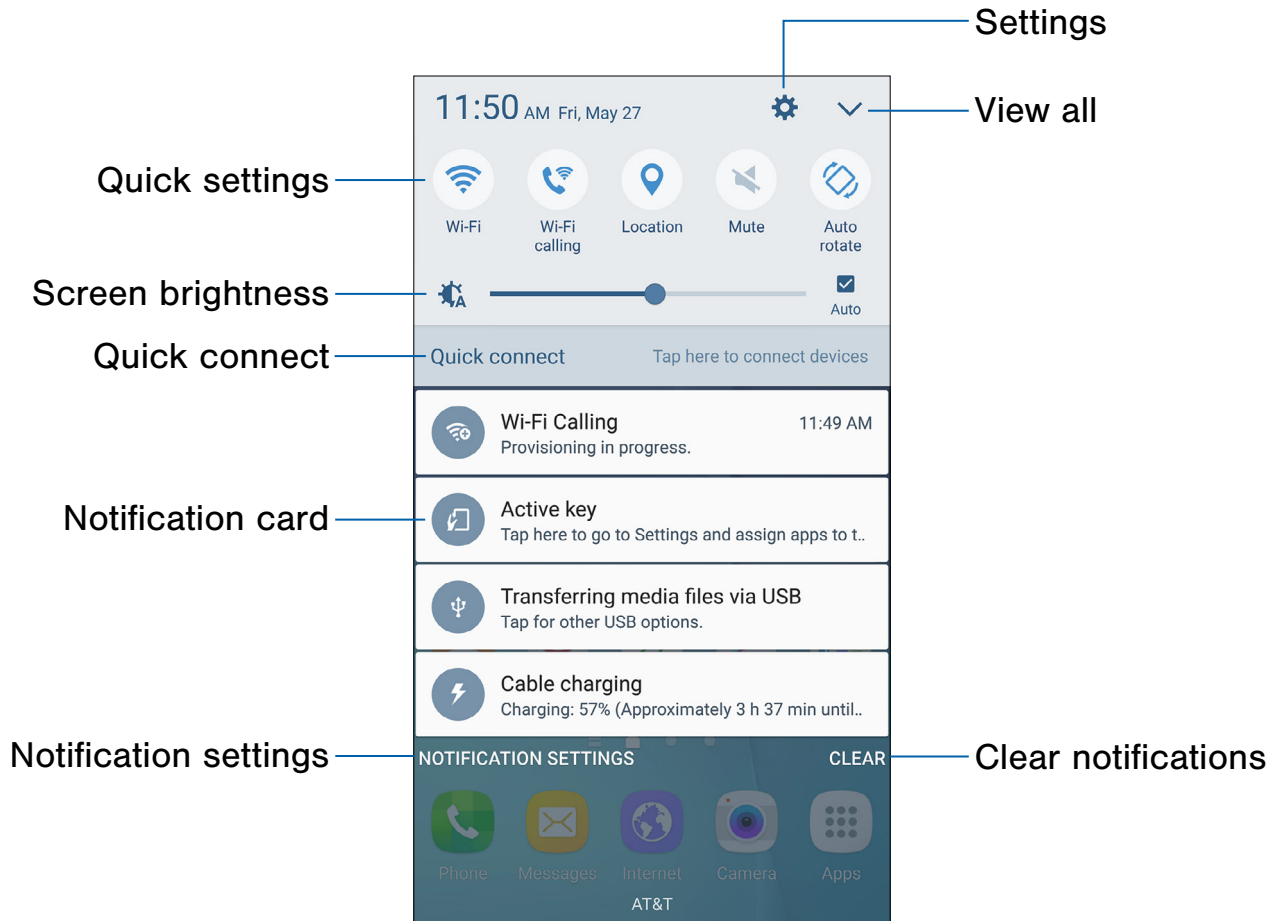 Settings
11:50 AM Fri, May 27
View all
Quick settings
Wi-Fi
Wi-Fi
calling
Location
Mute
Auto
rotate
Screen brightness
A
Auto
Quick connect
Quick connect
Tap here to connect devices
Wi-Fi Calling
11:49 AM
Provisioning in progress.
Notification card
Active key
Tap here to go to Settings and assign apps to t..
Transferring media files via USB
Tap for other USB options.
Cable charging
Charging: 57% (Approximately 3 h 37 min until..
Notification settings
NOTIFICATION SETTINGS
CLEAR
Clear notifications
Phone
Messages
Internet
Camera
Apps
AT&T